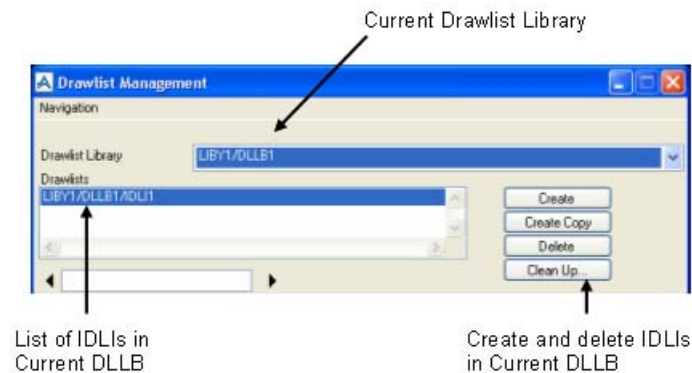 Current Drawlist Library
Drawlist Management
Navigation
Drawlist Library
LIBY1/DLLB1
Drawlists
LIBY1/DLLB1/IDLI1
Create
Create Copy
Delete
Clean Up...
List of IDLIs in
Current DLLB
Create and delete IDLIs
in Current DLLB